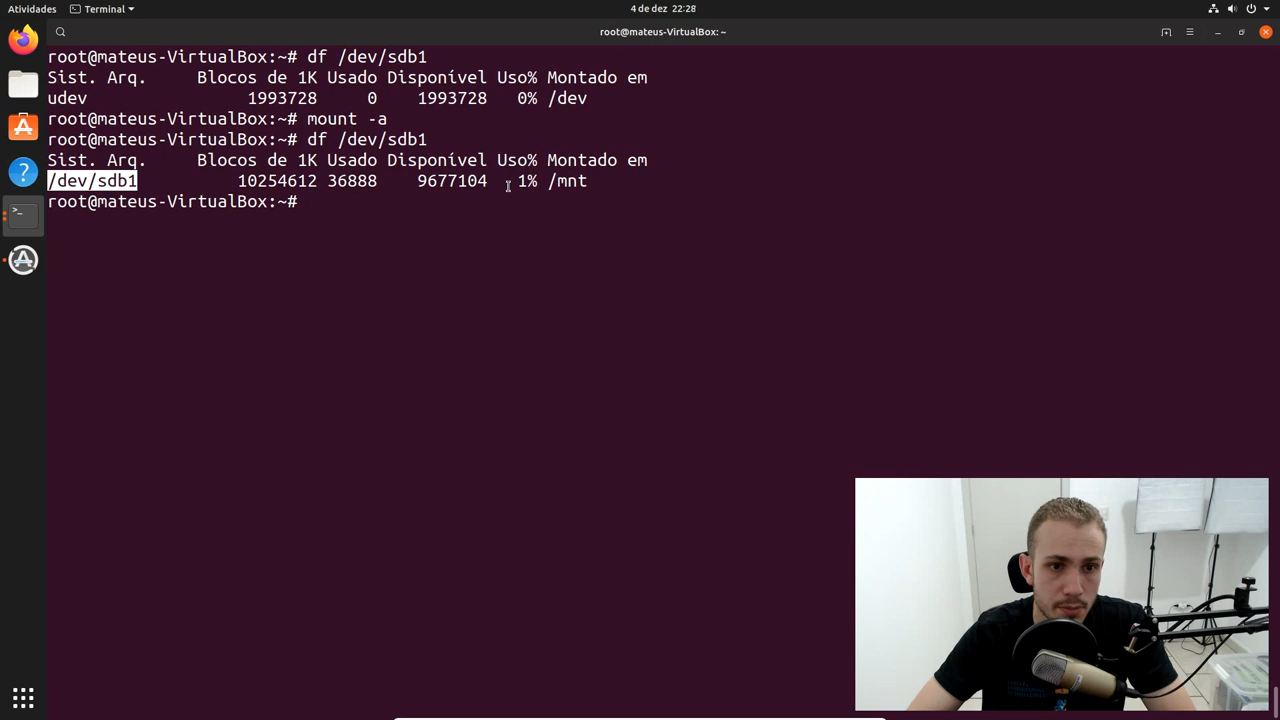 Atividades
Terminal
4 de dez 22:28
root@mateus-VirtualBox: ~
root@mateus-VirtualBox:~# df /dev/sdb1
Sist. Arq. Blocos de 1K Usado Disponível Uso% Montado em
udev 1993728 0 1993728 0% /dev
root@mateus-VirtualBox:~# mount -a
root@mateus-VirtualBox:~# df /dev/sdb1
Sist. Arq. Blocos de 1K Usado Disponível Uso% Montado em
/dev/sdb1 10254612 36888 9677104 1% /mnt
root@mateus-VirtualBox:~#